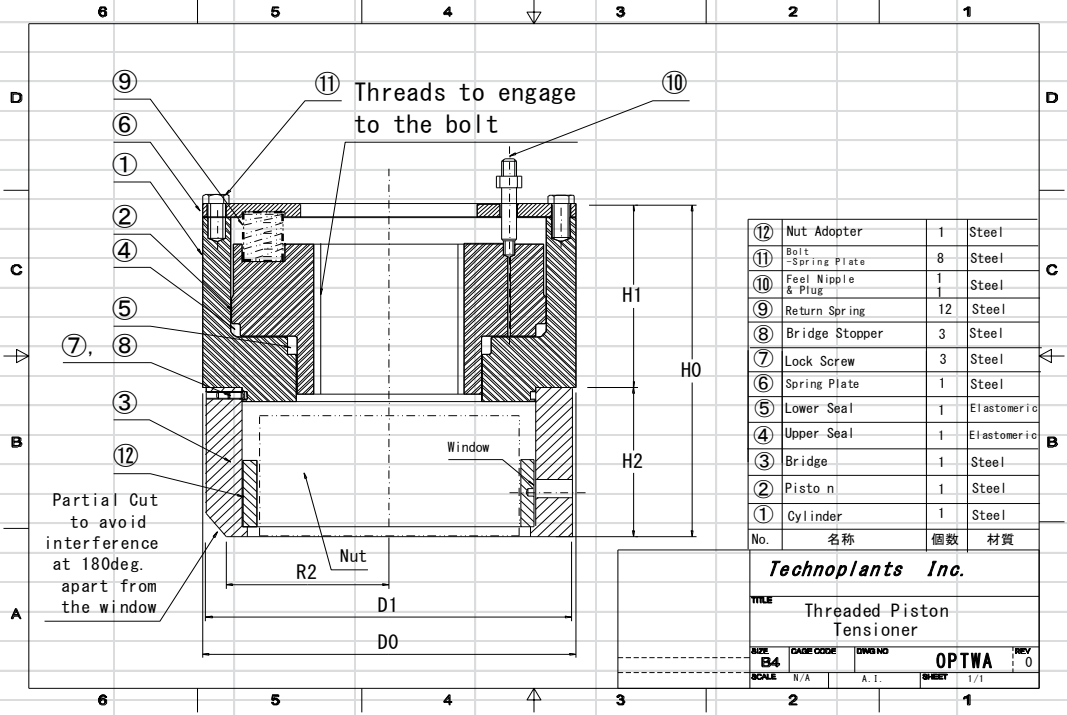 6 5 4 3 2 1
D D
C C
B B
A A
⑨
⑥
①
②
④
⑤
⑦, ⑧
③
⑫
⑪
Threads to engage
to the bolt
⑩
Partial Cut
to avoid
interference
at 180deg.
apart from
the window
Window
Nut
H1
H0
H2
R2
D1
D0
⑫ Nut Adopter 1 Steel
⑪ Bolt
-Spring Plate 8 Steel
⑩ Feel Nipple 1
& Plug 1 Steel
⑨ Return Spring 12 Steel
⑧ Bridge Stopper 3 Steel
⑦ Lock Screw 3 Steel
⑥ Spring Plate 1 Steel
⑤ Lower Seal 1 Elastomeric
④ Upper Seal 1 Elastomeric
③ Bridge 1 Steel
② Piston 1 Steel
① Cylinder 1 Steel
No. 名称 個数 材質
Technoplants Inc.
TITLE
Threaded Piston
Tensioner
SIZE CAGE CODE DWG NO REV
B4 OPTWA 0
SCALE N/A A.I. SHEET 1/1
6 5 4 3 2 1